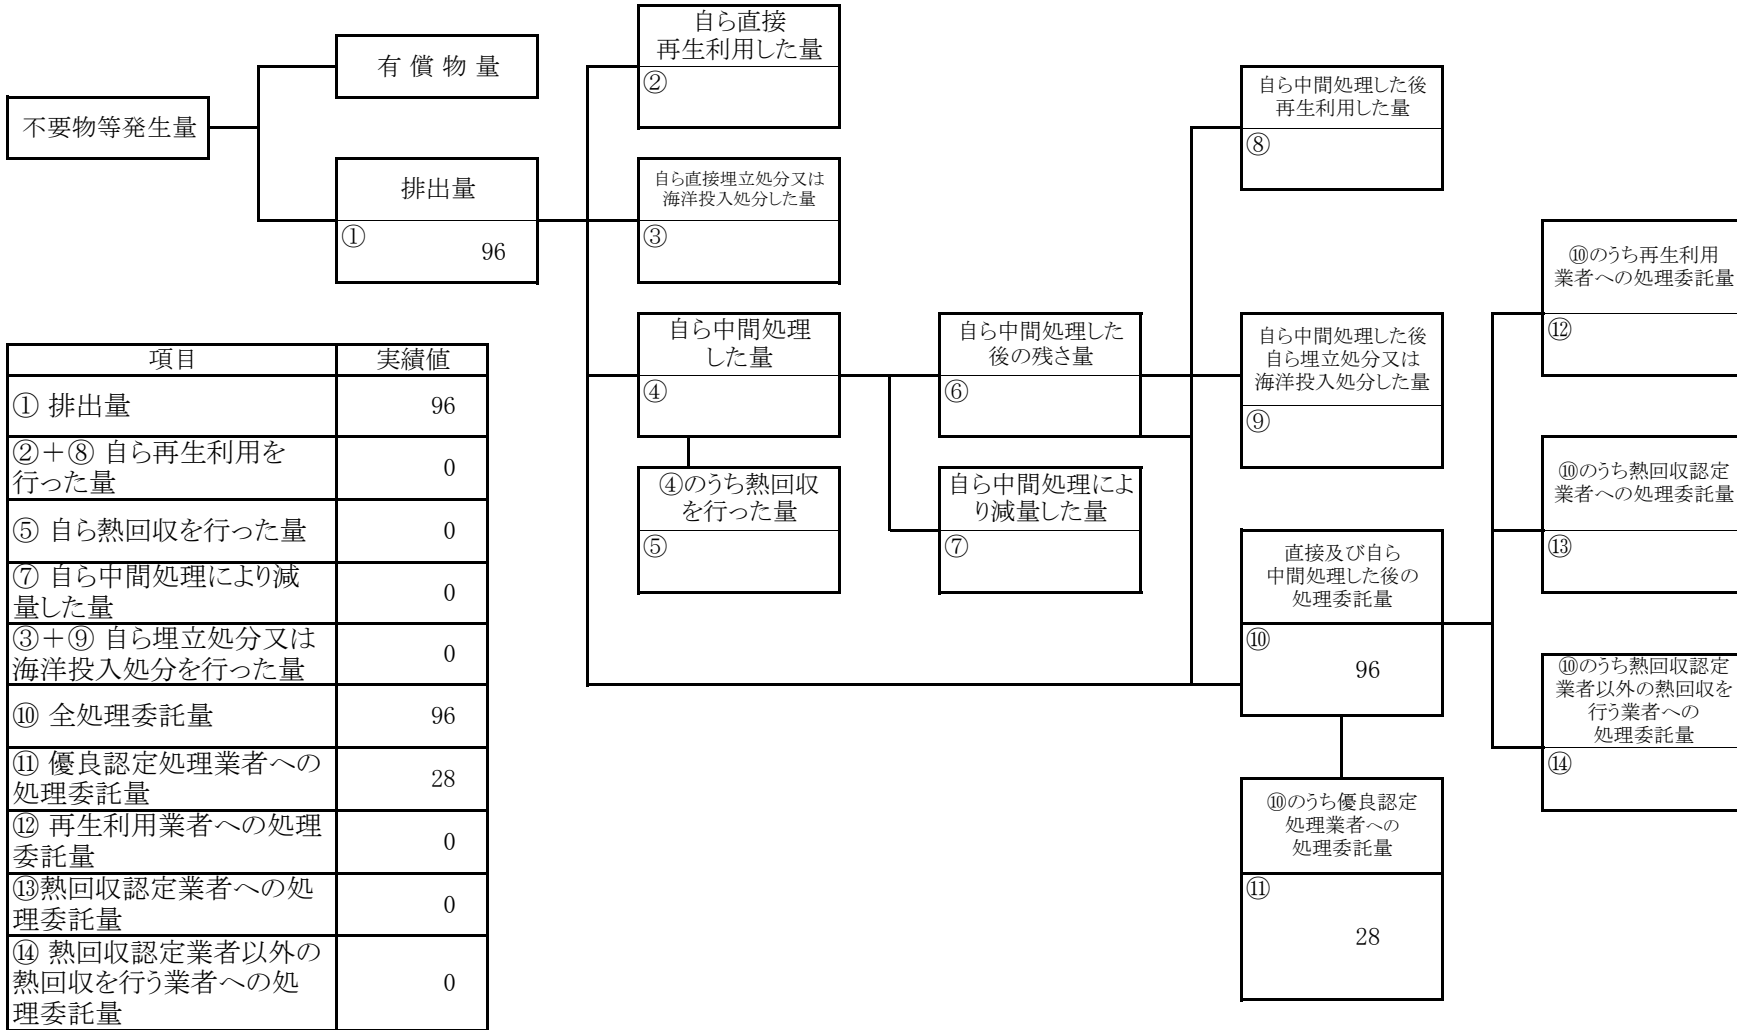 自ら直接
再生利用した量
②
有 償 物 量
不要物等発生量
排出量
①
96
自ら直接埋立処分又は
海洋投入処分した量
③
自ら中間処理した後
再生利用した量
⑧
自ら中間処理
した量
④
自ら中間処理した
後の残さ量
⑥
自ら中間処理した後
自ら埋立処分又は
海洋投入処分した量
⑨
⑩のうち再生利用
業者への処理委託量
⑫
④のうち熱回収
を行った量
⑤
自ら中間処理によ
り減量した量
⑦
⑩のうち熱回収認定
業者への処理委託量
⑬
直接及び自ら
中間処理した後の
処理委託量
⑩
96
⑩のうち熱回収認定
業者以外の熱回収を
行う業者への
処理委託量
⑭
⑩のうち優良認定
処理業者への
処理委託量
⑪
28
項目 実績値
① 排出量 96
②＋⑧ 自ら再生利用を
行った量 0
⑤ 自ら熱回収を行った量 0
⑦ 自ら中間処理により減
量した量 0
③＋⑨ 自ら埋立処分又は
海洋投入処分を行った量 0
⑩ 全処理委託量 96
⑪ 優良認定処理業者への
処理委託量 28
⑫ 再生利用業者への処理
委託量 0
⑬熱回収認定業者への処
理委託量 0
⑭ 熱回収認定業者以外の
熱回収を行う業者への処
理委託量 0